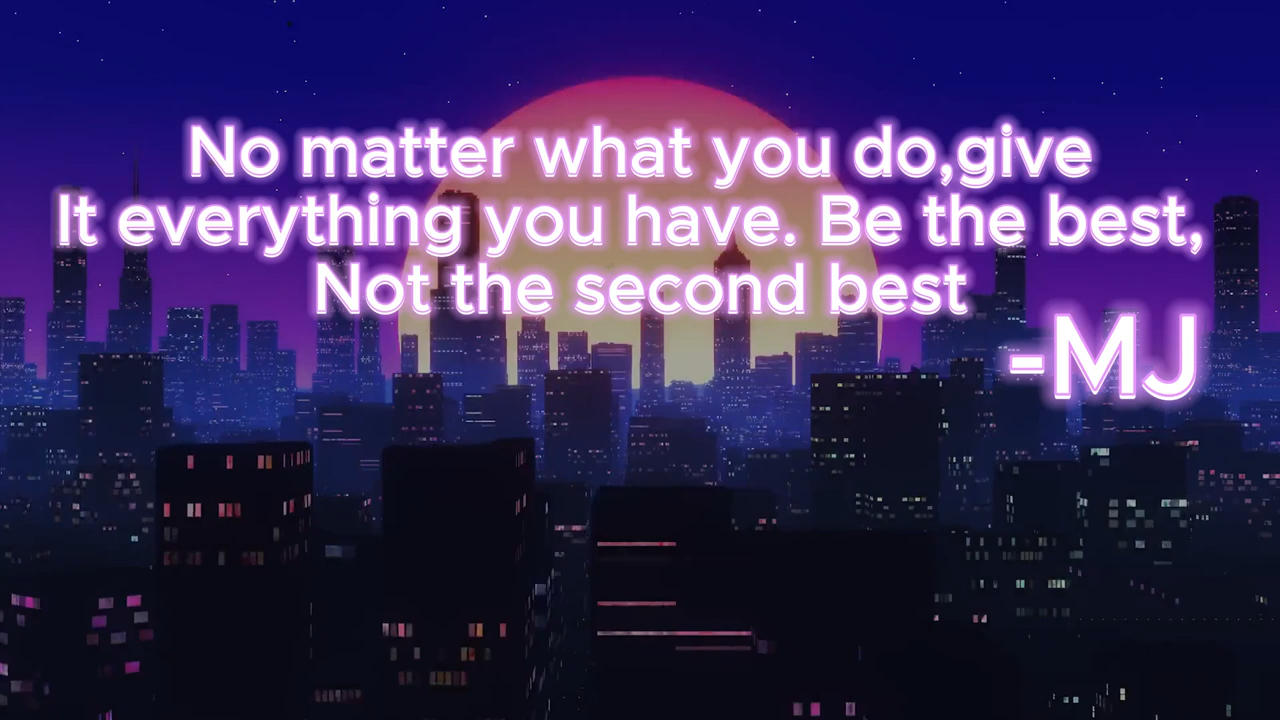 No matter what you do,give
It everything you have. Be the best,
Not the second best
-MJ